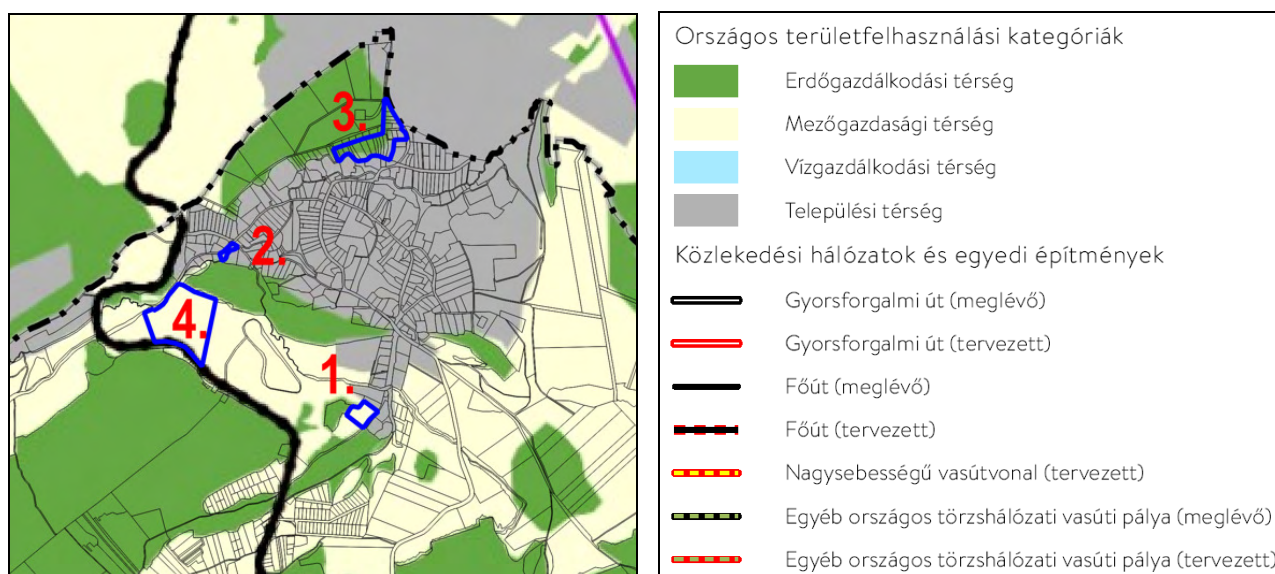 3.
2.
4.
1.
Országos területfelhasználási kategóriák
Erdőgazdálkodási térség
Mezőgazdasági térség
Vízgazdálkodási térség
Települési térség
Közlekedési hálózatok és egyedi építmények
Gyorsforgalmi út (meglévő)
Gyorsforgalmi út (tervezett)
Főút (meglévő)
Főút (tervezett)
Nagysebességű vasútvonal (tervezett)
Egyéb országos törzshálózati vasúti pálya (meglévő)
Egyéb országos törzshálózati vasúti pálya (tervezett)